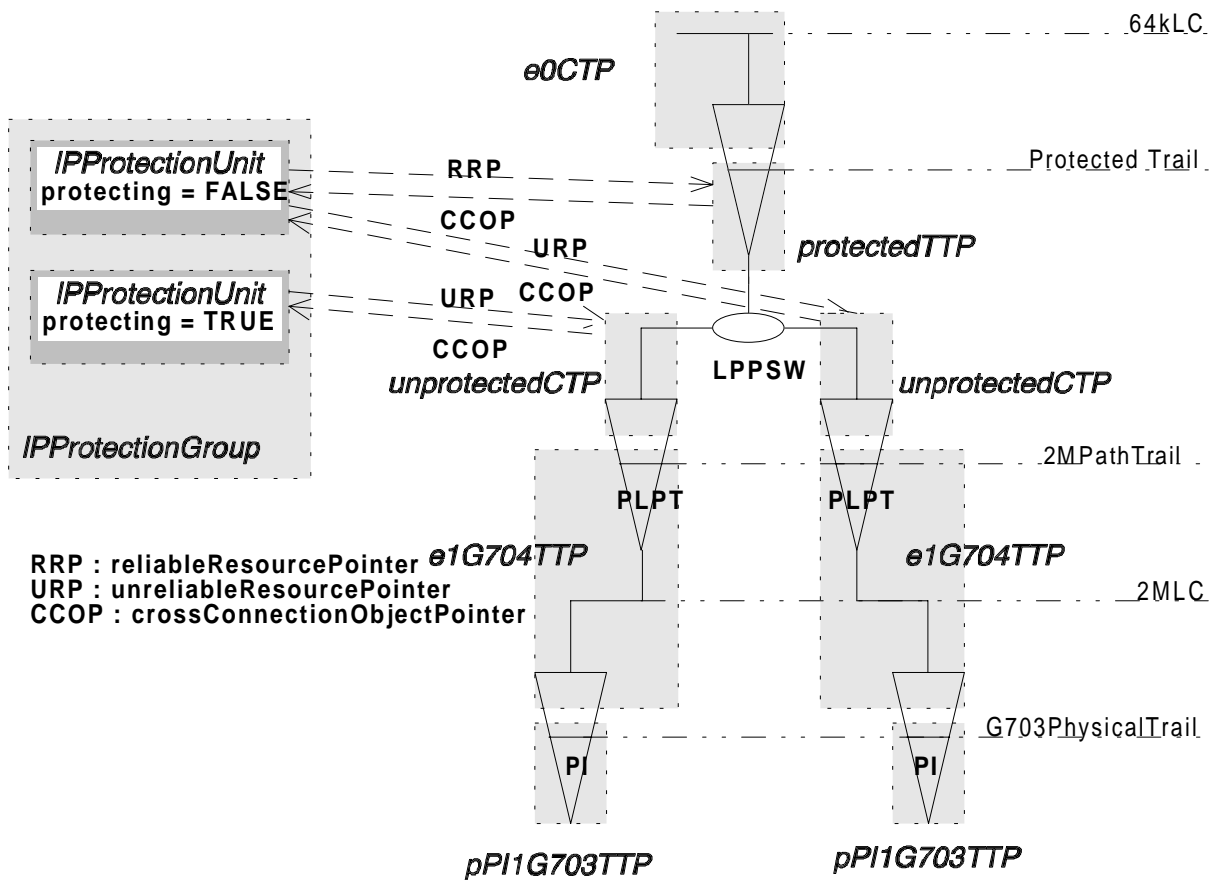 64kLC
e0CTP
IPProtectionUnit
protecting = FALSE
RRP
Protected Trail
CCOP
URP
protectedTTP
IPProtectionUnit
protecting = TRUE
URP
CCOP
CCOP
LPPSW
unprotectedCTP
unprotectedCTP
IPProtectionGroup
2MPathTrail
PLPT
PLPT
RRP : reliableResourcePointer
URP : unreliableResourcePointer
CCOP : crossConnectionObjectPointer
e1G704TTP
e1G704TTP
2MLC
G703PhysicalTrail
PI
PI
pPI1G703TTP
pPI1G703TTP